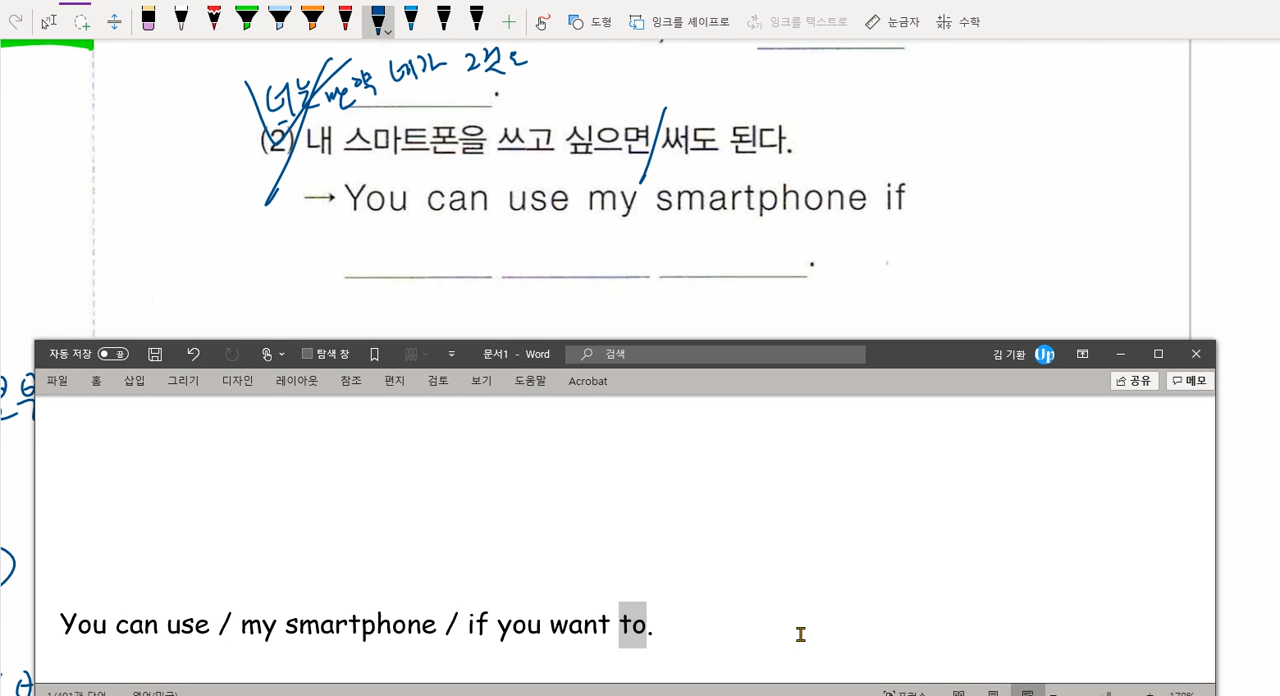 도형 잉크를 셰이프로 잉크를 텍스트로 눈금자 수학
너는 만약 네가 그것도
(2) 내 스마트폰을 쓰고 싶으면/써도 된다.
→ You can use my smartphone if
.
자동 저장 끔 탐색 창 문서1 - Word 검색 김 기환 Up
파일 홈 삽입 그리기 디자인 레이아웃 참조 편지 검토 보기 도움말 Acrobat 공유 메모
You can use / my smartphone / if you want to.